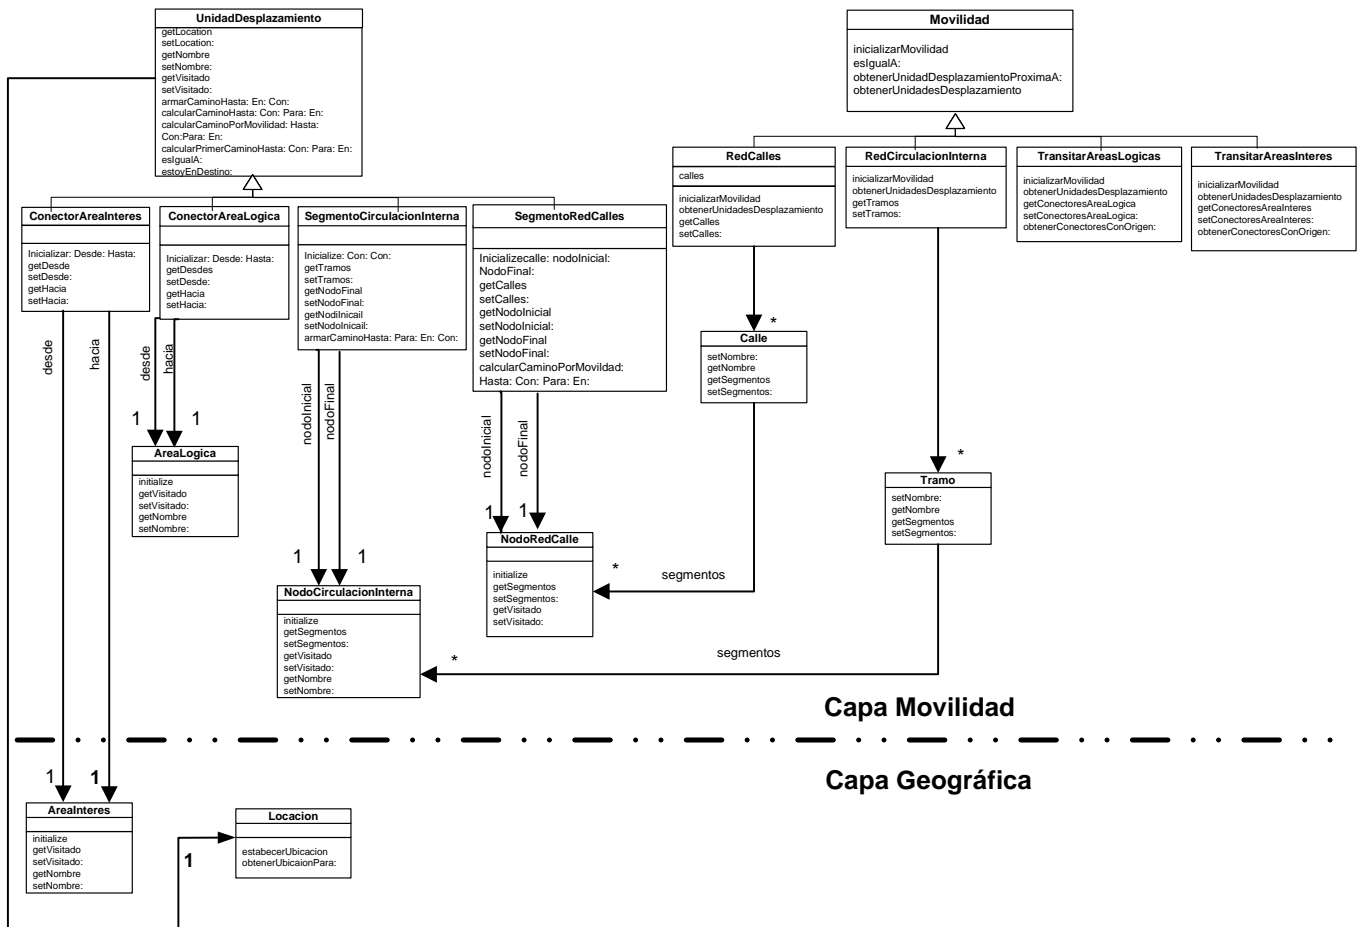 UnidadDesplazamiento
getLocation
setLocation:
getNombre
setNombre:
getVisitado
setVisitado:
armarCaminoHasta: En: Con:
calcularCaminoHasta: Con: Para: En:
calcularCaminoPorMovilidad: Hasta:
Con:Para: En:
calcularPrimerCaminoHasta: Con: Para: En:
esIgualA:
estoyEnDestino:
Movilidad
inicializarMovilidad
esIgualA:
obtenerUnidadDesplazamientoProximaA:
obtenerUnidadesDesplazamiento
RedCalles
calles
inicializarMovilidad
obtenerUnidadesDesplazamiento
getCalles
setCalles:
RedCirculacionInterna
inicializarMovilidad
obtenerUnidadesDesplazamiento
getTramos
setTramos:
TransitarAreasLogicas
inicializarMovilidad
obtenerUnidadesDesplazamiento
getConectoresAreaLogica
setConectoresAreaLogica:
obtenerConectoresConOrigen:
TransitarAreasInteres
inicializarMovilidad
obtenerUnidadesDesplazamiento
getConectoresAreaInteres
setConectoresAreaInteres:
obtenerConectoresConOrigen:
ConectorAreaInteres
Inicializar: Desde: Hasta:
getDesde
setDesde:
getHacia
setHacia:
ConectorAreaLogica
Inicializar: Desde: Hasta:
getDesdes
setDesde:
getHacia
setHacia:
SegmentoCirculacionInterna
Inicialize: Con: Con:
getTramos
setTramos:
getNodoFinal
setNodoFinal:
getNodiInicail
setNodoInicail:
armarCaminoHasta: Para: En: Con:
SegmentoRedCalles
Inicializecalle: nodoInicial:
NodoFinal:
getCalles
setCalles:
getNodoInicial
setNodoInicial:
getNodoFinal
setNodoFinal:
calcularCaminoPorMovildad:
Hasta: Con: Para: En:
desde
hacia
desde
hacia
1
1
nodoInicial
nodoFinal
1
1
nodoInicial
nodoFinal
1
1
*
Calle
setNombre:
getNombre
getSegmentos
setSegmentos:
*
Tramo
setNombre:
getNombre
getSegmentos
setSegmentos:
AreaLogica
initialize
getVisitado
setVisitado:
getNombre
setNombre:
NodoRedCalle
initialize
getSegmentos
setSegmentos:
getVisitado
setVisitado:
*
segmentos
NodoCirculacionInterna
initialize
getSegmentos
setSegmentos:
getVisitado
setVisitado:
getNombre
setNombre:
*
segmentos
Capa Movilidad
Capa Geográfica
1
1
AreaInteres
initialize
getVisitado
setVisitado:
getNombre
setNombre:
Locacion
estabecerUbicacion
obtenerUbicaionPara:
1